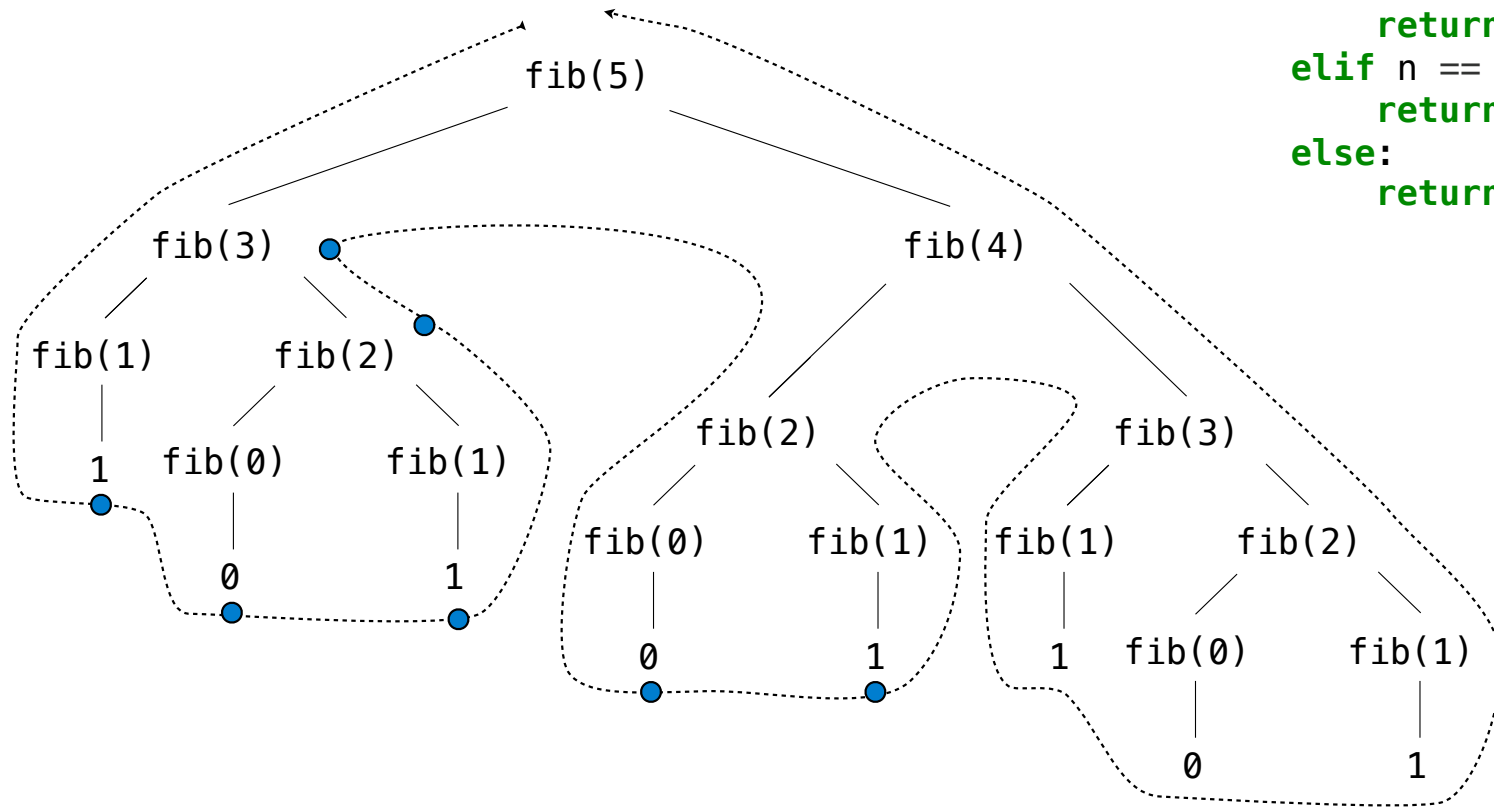 return
elif n ==
return
else:
return
fib(5)
fib(3) fib(4)
fib(1) fib(2)
fib(2) fib(3)
1 fib(0) fib(1)
fib(0) fib(1) fib(1) fib(2)
0 1
0 1 1 fib(0) fib(1)
0 1